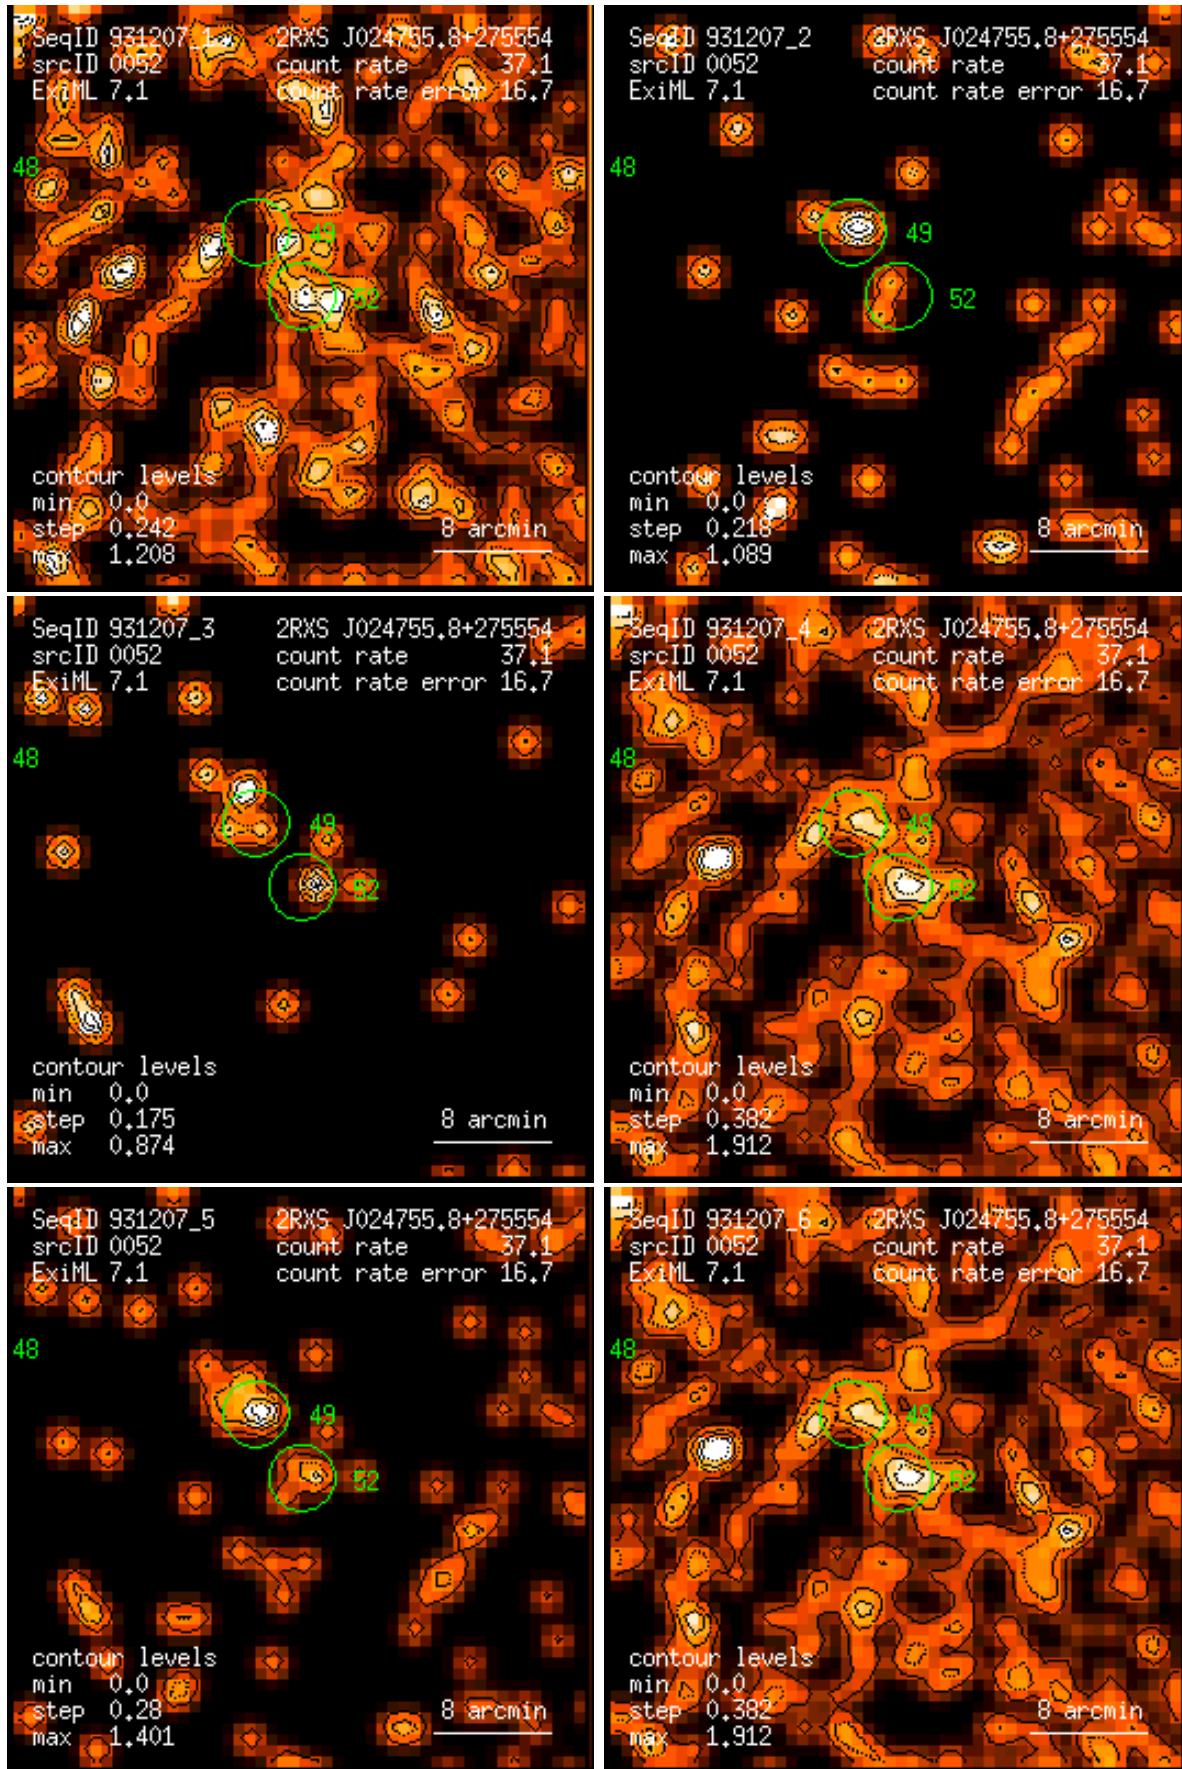 SeqID 931207_1 2RXS J024755.8+275554
srcID 0052 count rate 37.1
ExiML 7.1 count rate error 16.7
48
49
52
contour levels
min 0.0
step 0.242
max 1.208
8 arcmin
SeqID 931207_2 2RXS J024755.8+275554
srcID 0052 count rate 37.1
ExiML 7.1 count rate error 16.7
48
49
52
contour levels
min 0.0
step 0.218
max 1.089
8 arcmin
SeqID 931207_3 2RXS J024755.8+275554
srcID 0052 count rate 37.1
ExiML 7.1 count rate error 16.7
48
49
52
contour levels
min 0.0
step 0.175
max 0.874
8 arcmin
SeqID 931207_4 2RXS J024755.8+275554
srcID 0052 count rate 37.1
ExiML 7.1 count rate error 16.7
48
49
52
contour levels
min 0.0
step 0.382
max 1.912
8 arcmin
SeqID 931207_5 2RXS J024755.8+275554
srcID 0052 count rate 37.1
ExiML 7.1 count rate error 16.7
48
49
52
contour levels
min 0.0
step 0.28
max 1.401
8 arcmin
SeqID 931207_6 2RXS J024755.8+275554
srcID 0052 count rate 37.1
ExiML 7.1 count rate error 16.7
48
49
52
contour levels
min 0.0
step 0.382
max 1.912
8 arcmin